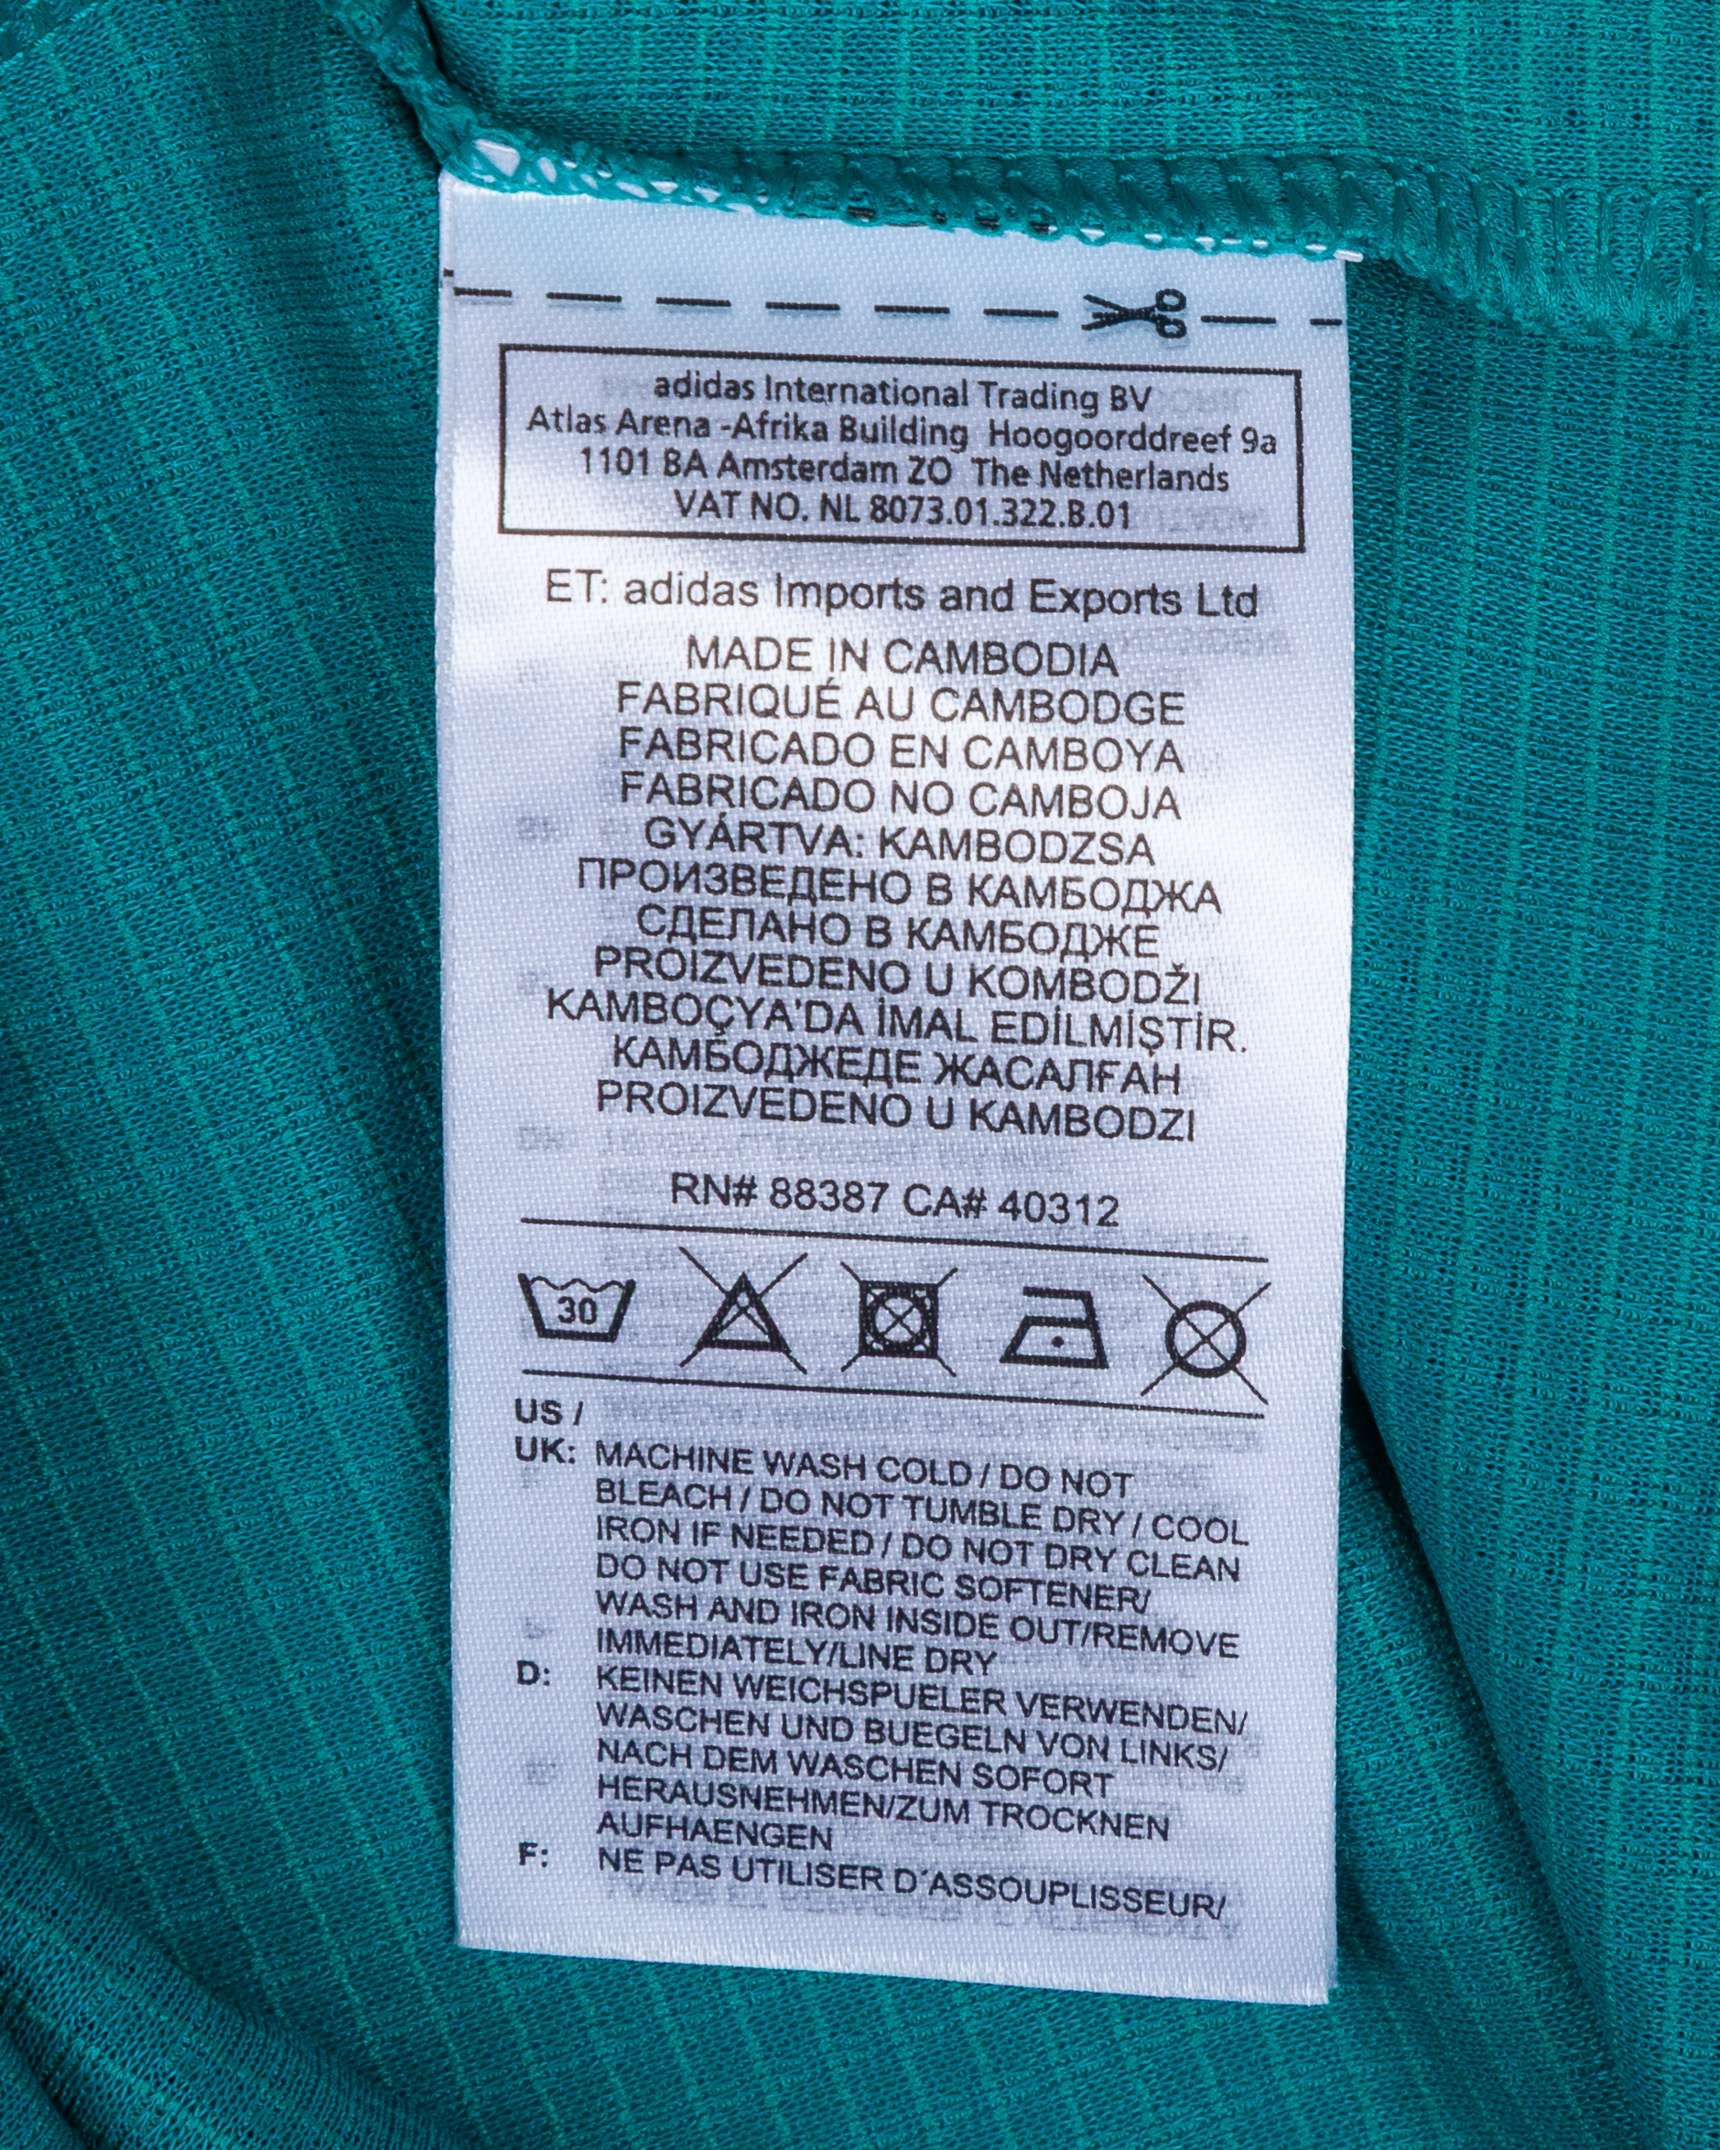 adidas International Trading BV
Atlas Arena -Afrika Building Hoogoorddreef 9a
1101 BA Amsterdam ZO The Netherlands
VAT NO. NL 8073.01.322.B.01
ET: adidas Imports and Exports Ltd
MADE IN CAMBODIA
FABRIQUÉ AU CAMBODGE
FABRICADO EN CAMBOYA
FABRICADO NO CAMBOJA
GYÁRTVA: KAMBODZSA
ПРОИЗВЕДЕНО В КАМБОДЖА
СДЕЛАНО В КАМБОДЖЕ
PROIZVEDENO U KOMBODŽI
KAMBOÇYA'DA İMAL EDİLMİŞTİR.
КАМБОДЖЕДЕ ЖАСАЛҒАН
PROIZVEDENO U KAMBODZI
RN# 88387 CA# 40312
30
US /
UK: MACHINE WASH COLD / DO NOT
BLEACH / DO NOT TUMBLE DRY / COOL
IRON IF NEEDED / DO NOT DRY CLEAN
DO NOT USE FABRIC SOFTENER/
WASH AND IRON INSIDE OUT/REMOVE
IMMEDIATELY/LINE DRY
D: KEINEN WEICHSPUELER VERWENDEN/
WASCHEN UND BUEGELN VON LINKS/
NACH DEM WASCHEN SOFORT
HERAUSNEHMEN/ZUM TROCKNEN
AUFHAENGEN
F: NE PAS UTILISER D´ASSOUPLISSEUR/